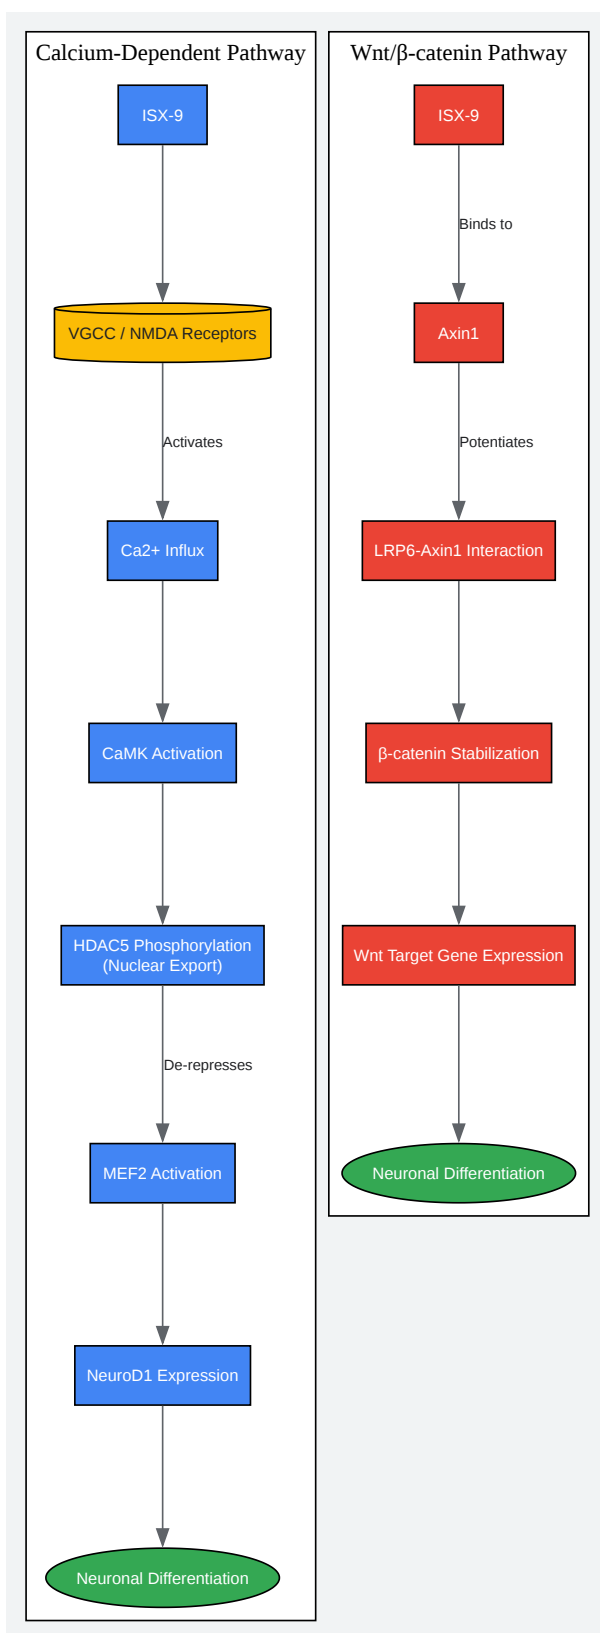 Calcium-Dependent Pathway
ISX-9
VGCC / NMDA Receptors
Activates
Ca2+ Influx
CaMK Activation
HDAC5 Phosphorylation
(Nuclear Export)
De-represses
MEF2 Activation
NeuroD1 Expression
Neuronal Differentiation
Wnt/β-catenin Pathway
ISX-9
Binds to
Axin1
Potentiates
LRP6-Axin1 Interaction
β-catenin Stabilization
Wnt Target Gene Expression
Neuronal Differentiation